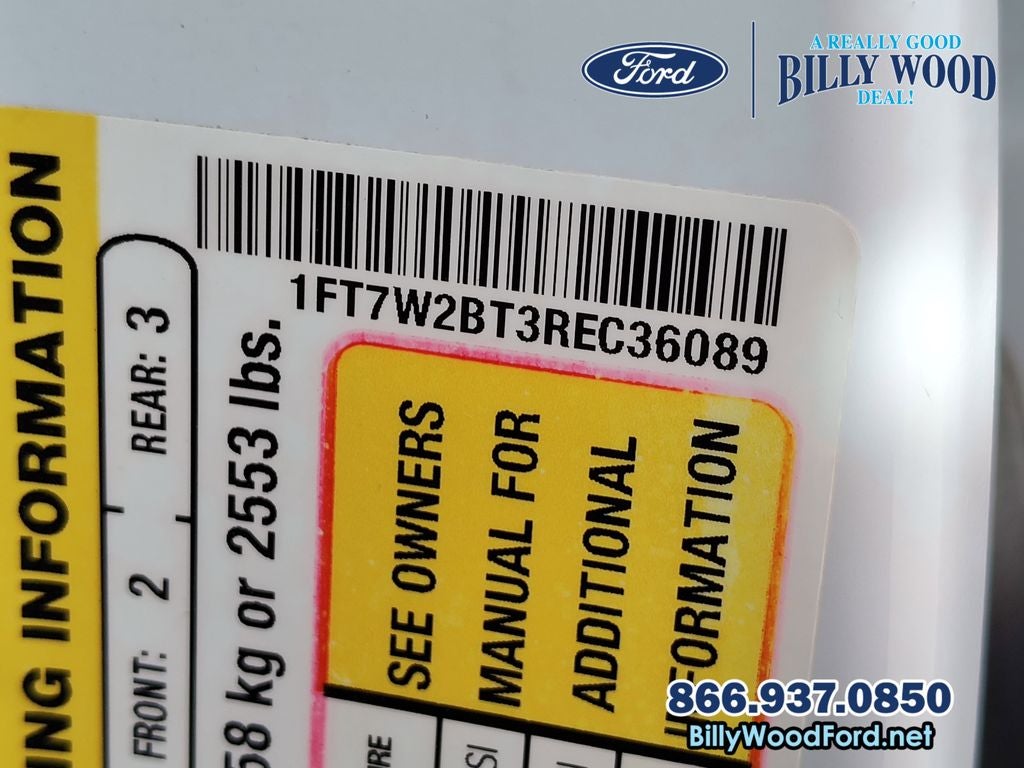 Ford
A REALLY GOOD
BILLY WOOD
DEAL!
1FT7W2BT3REC36089
ING INFORMATION
FRONT: 2 REAR: 3
58 kg or 2553 lbs.
SEE OWNERS
MANUAL FOR
ADDITIONAL
INFORMATION
866.937.0850
BillyWoodFord.net